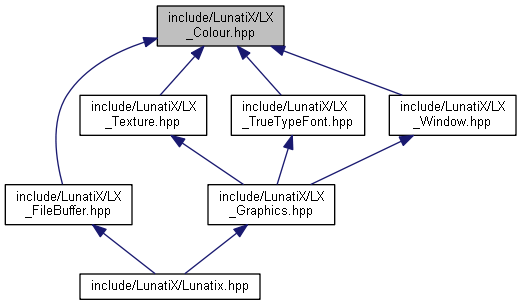 include/LunatiX/LX
_Colour.hpp
include/LunatiX/LX
_Texture.hpp
include/LunatiX/LX
_TrueTypeFont.hpp
include/LunatiX/LX
_Window.hpp
include/LunatiX/LX
_FileBuffer.hpp
include/LunatiX/LX
_Graphics.hpp
include/LunatiX/Lunatix.hpp